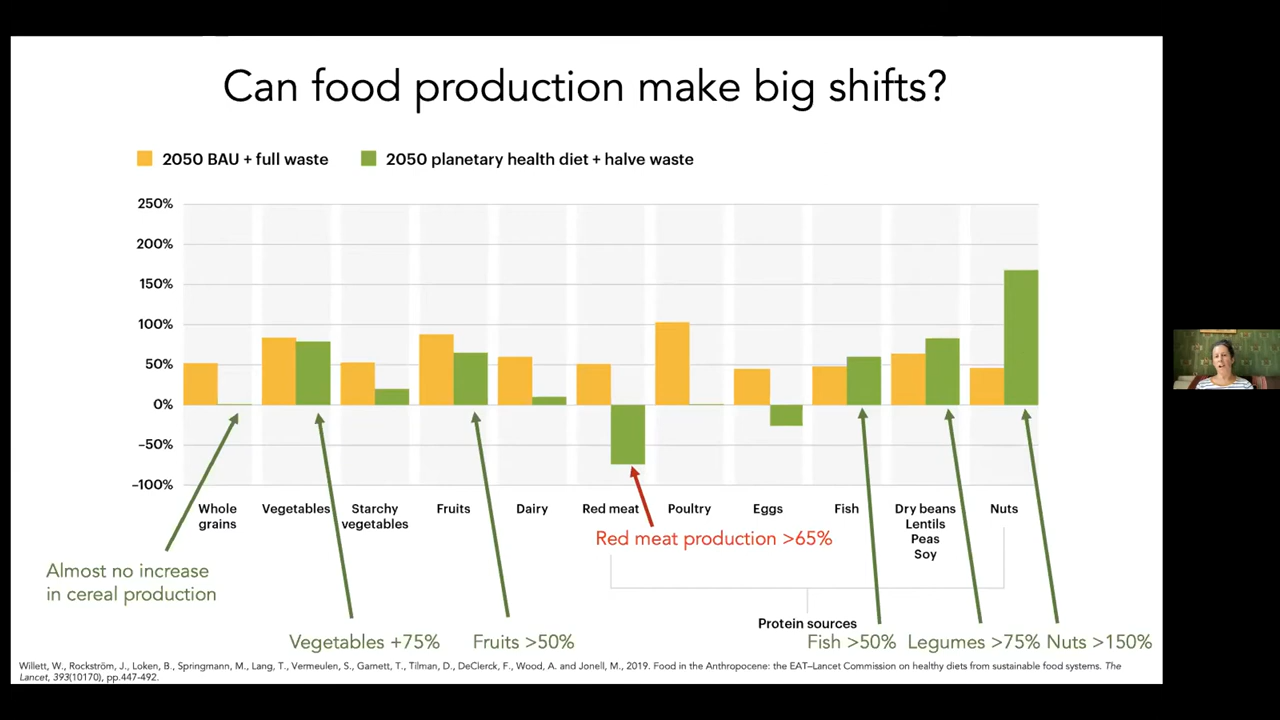 Can food production make big shifts?
2050 BAU + full waste
2050 planetary health diet + halve waste
250%
200%
150%
100%
50%
0%
–50%
–100%
Whole
grains
Vegetables
Starchy
vegetables
Fruits
Dairy
Red meat
Poultry
Eggs
Fish
Dry beans
Lentils
Peas
Soy
Nuts
Red meat production >65%
Almost no increase
in cereal production
Protein sources
Vegetables +75%
Fruits >50%
Fish >50%
Legumes >75%
Nuts >150%
Willett, W., Rockström, J., Loken, B., Springmann, M., Lang, T., Vermeulen, S., Garnett, T., Tilman, D., DeClerck, F., Wood, A. and Jonell, M., 2019. Food in the Anthropocene: the EAT–Lancet Commission on healthy diets from sustainable food systems. The
Lancet, 393(10170), pp.447-492.